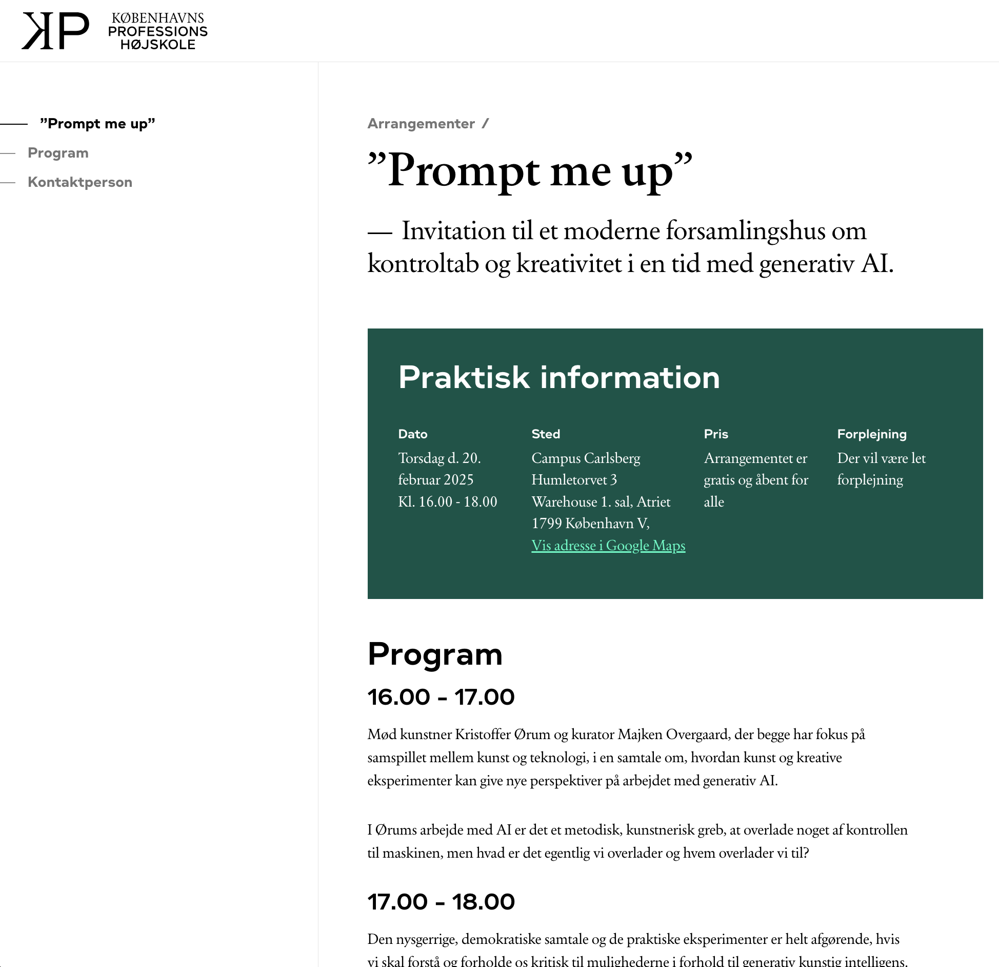 KP
KØBENHAVNS
PROFESSIONS
HØJSKOLE
”Prompt me up”
Program
Kontaktperson
Arrangementer /
”Prompt me up”
— Invitation til et moderne forsamlingshus om
kontroltab og kreativitet i en tid med generativ AI.
Praktisk information
Dato
Torsdag d. 20.
februar 2025
Kl. 16.00 - 18.00
Sted
Campus Carlsberg
Humletorvet 3
Warehouse 1. sal, Atriet
1799 København V,
Vis adresse i Google Maps
Pris
Arrangementet er
gratis og åbent for
alle
Forplejning
Der vil være let
forplejning
Program
16.00 - 17.00
Mød kunstner Kristoffer Ørum og kurator Majken Overgaard, der begge har fokus på
samspillet mellem kunst og teknologi, i en samtale om, hvordan kunst og kreative
eksperimenter kan give nye perspektiver på arbejdet med generativ AI.
I Ørums arbejde med AI er det et metodisk, kunstnerisk greb, at overlade noget af kontrollen
til maskinen, men hvad er det egentlig vi overlader og hvem overlader vi til?
17.00 - 18.00
Den nysgerrige, demokratiske samtale og de praktiske eksperimenter er helt afgørende, hvis
vi skal forstå og forholde os kritisk til mulighederne i forhold til generativ kunstig intelligens.